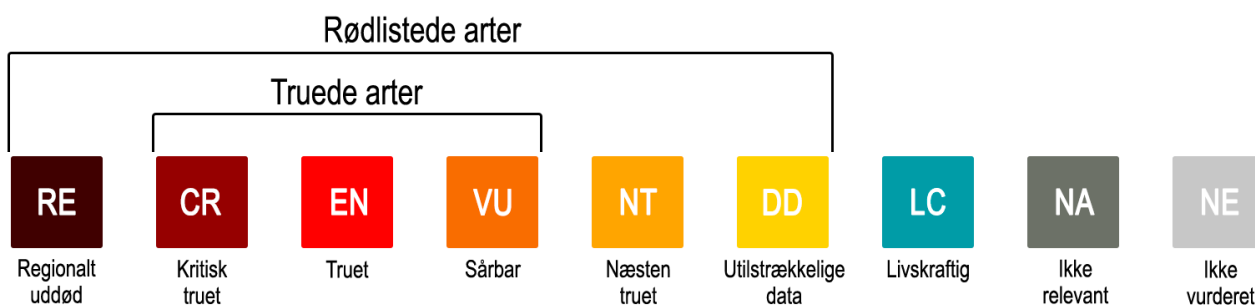 Rødlistede arter
Truede arter
RE
CR
EN
VU
NT
DD
LC
NA
NE
Regionalt
uddød
Kritisk
truet
Truet
Sårbar
Næsten
truet
Utilstrækkelige
data
Livskraftig
Ikke
relevant
Ikke
vurderet